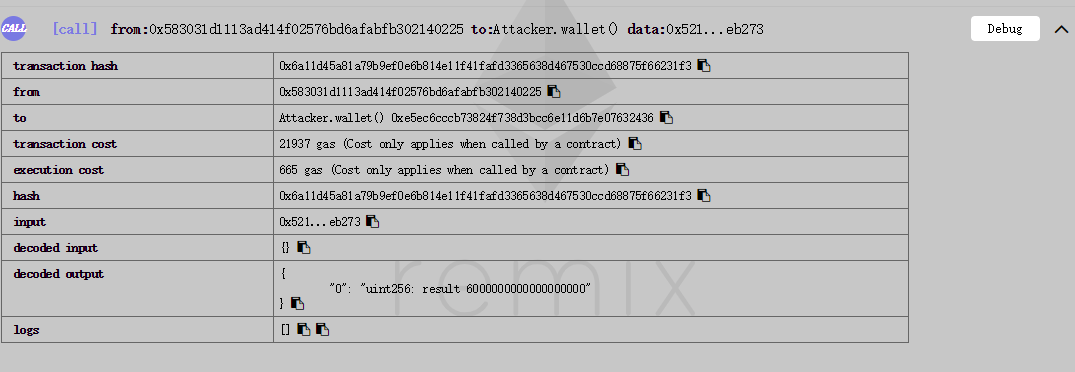 CALL [call] from:0x583031d1113ad414f02576bd6afabfb302140225 to:Attacker.wallet() data:0x521...eb273 Debug
transaction hash 0x6a11d45a81a79b9ef0e6b814e11f41fafd3365638d467530ccd68875f66231f3
from 0x583031d1113ad414f02576bd6afabfb302140225
to Attacker.wallet() 0xe5ec6cccb73824f738d3bcc6e11d6b7e07632436
transaction cost 21937 gas (Cost only applies when called by a contract)
execution cost 665 gas (Cost only applies when called by a contract)
hash 0x6a11d45a81a79b9ef0e6b814e11f41fafd3365638d467530ccd68875f66231f3
input 0x521...eb273
decoded input {}
decoded output {
"0": "uint256: result 6000000000000000000"
}
remix
logs []